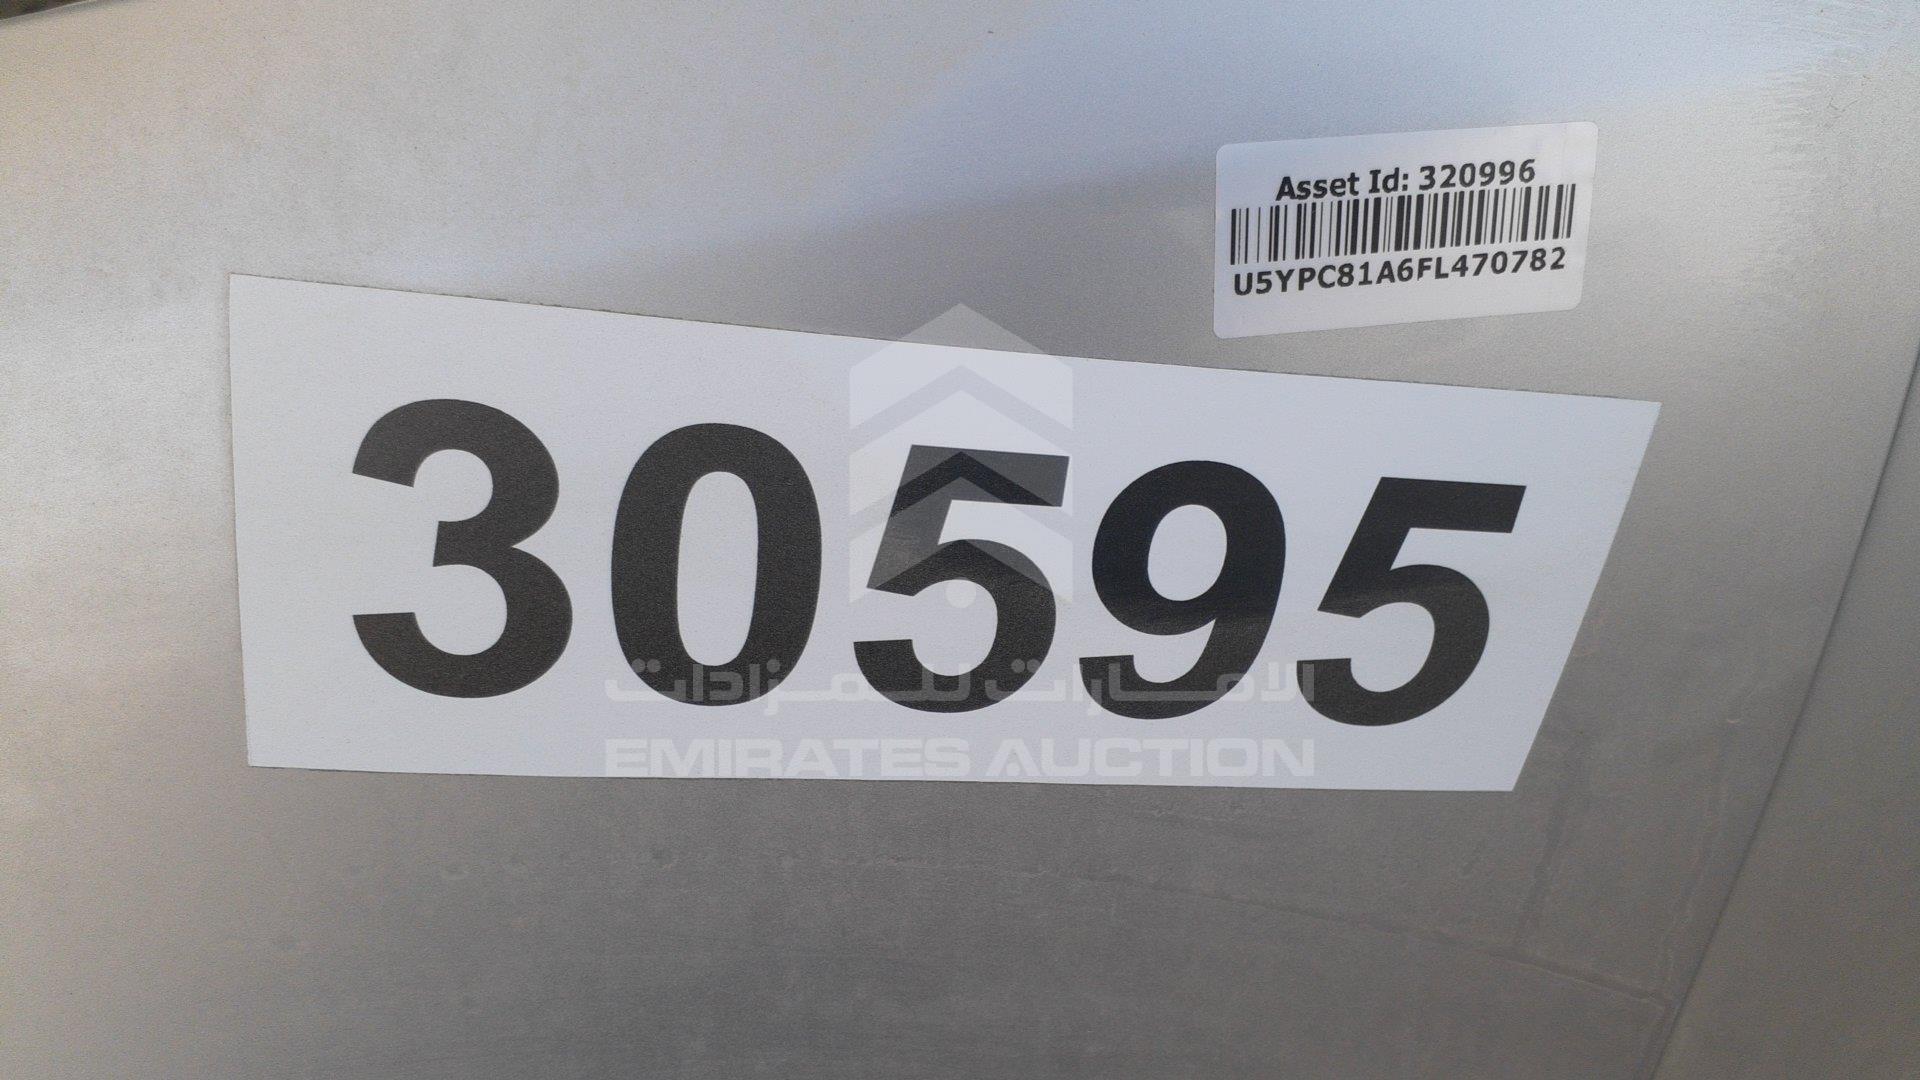 Asset Id: 320996
U5YPC81A6FL470782
30595
الامارات للمزادات
EMIRATES AUCTION